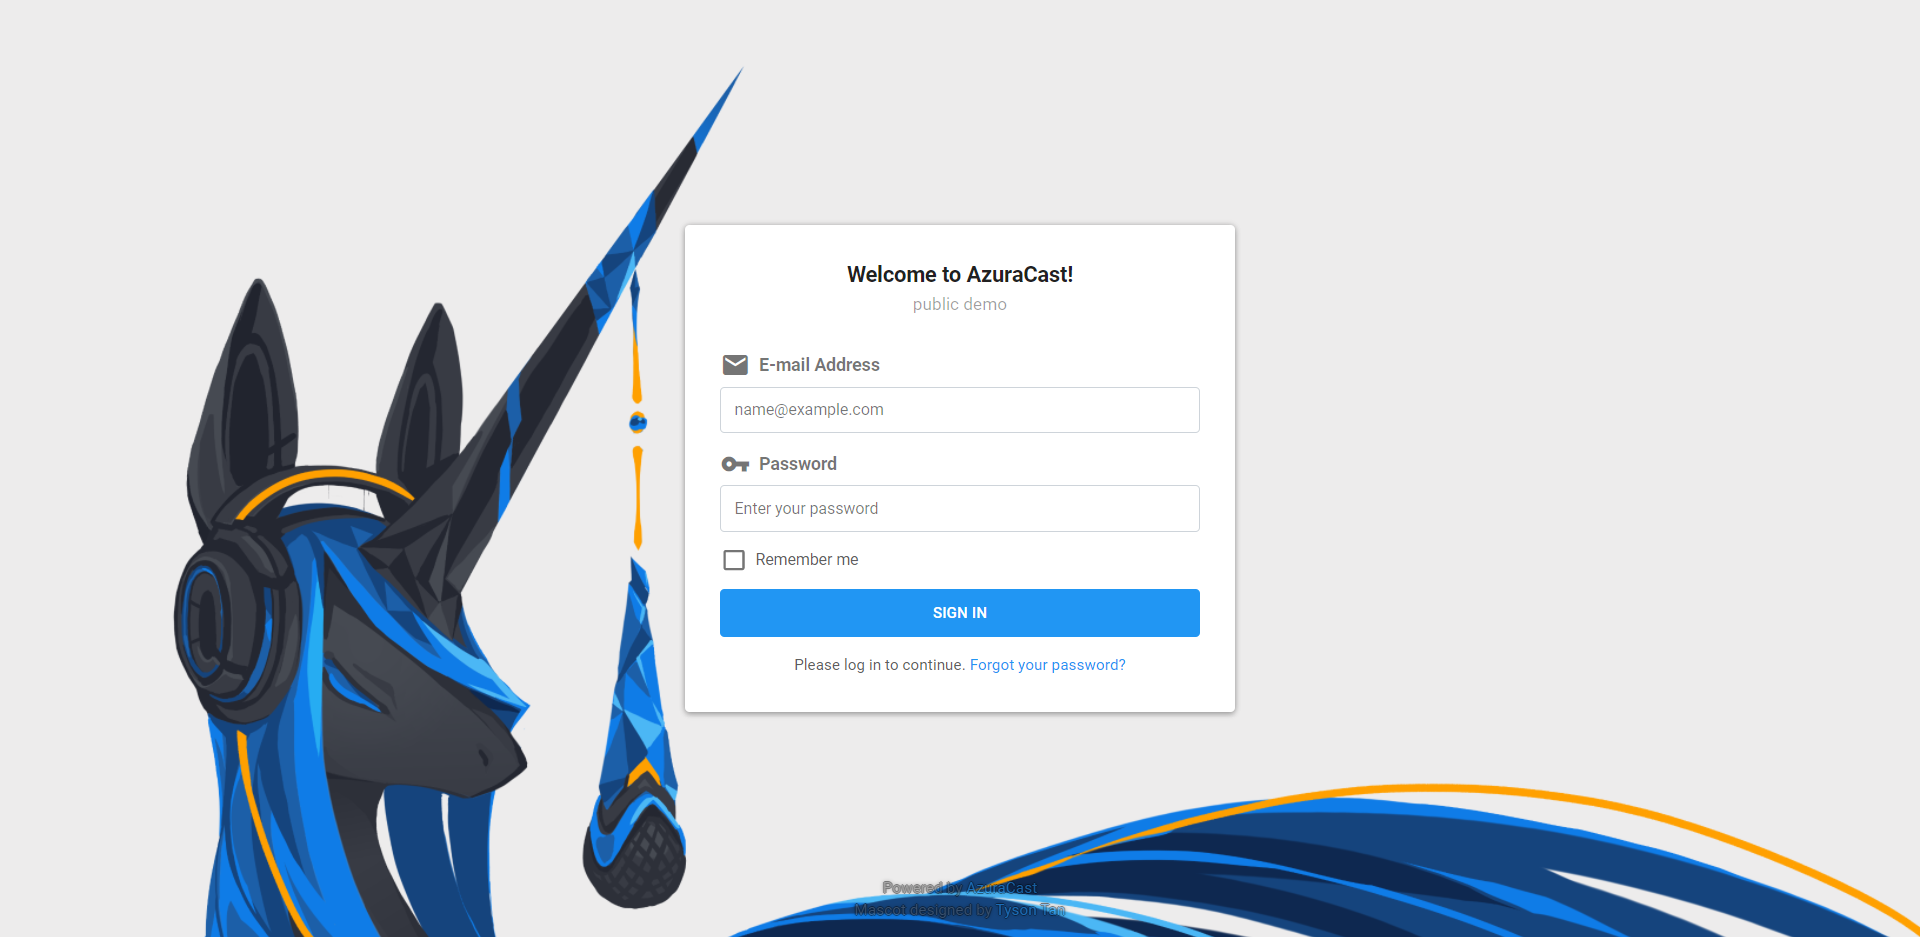 Welcome to AzuraCast!
public demo
E-mail Address
name@example.com
Password
Enter your password
Remember me
SIGN IN
Please log in to continue. Forgot your password?
Powered by AzuraCast
Mascot designed by Tyson Tan